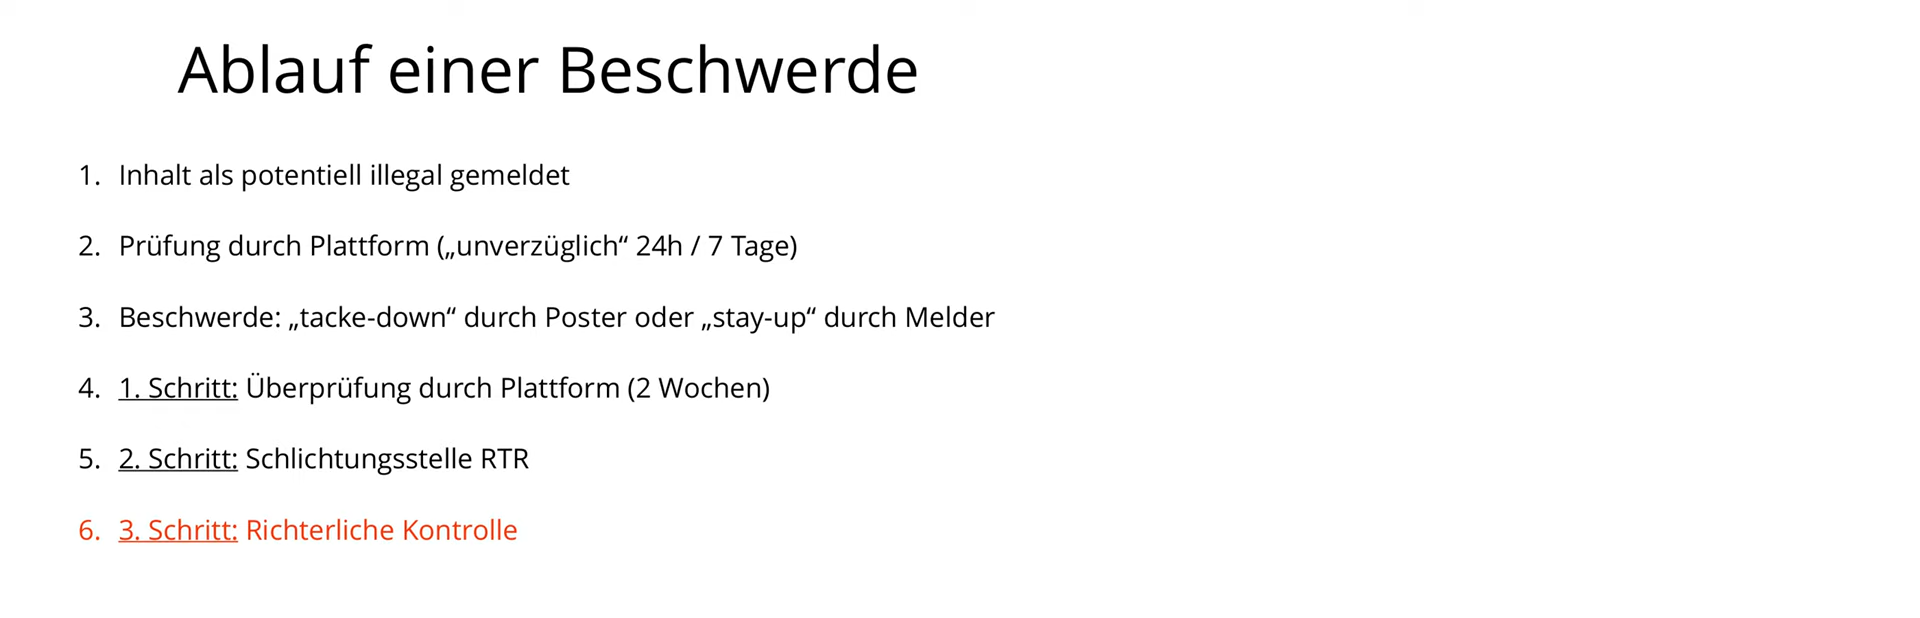 Ablauf einer Beschwerde
1. Inhalt als potentiell illegal gemeldet
2. Prüfung durch Plattform („unverzüglich“ 24h / 7 Tage)
3. Beschwerde: „tacke-down“ durch Poster oder „stay-up“ durch Melder
4. 1. Schritt: Überprüfung durch Plattform (2 Wochen)
5. 2. Schritt: Schlichtungsstelle RTR
6. 3. Schritt: Richterliche Kontrolle